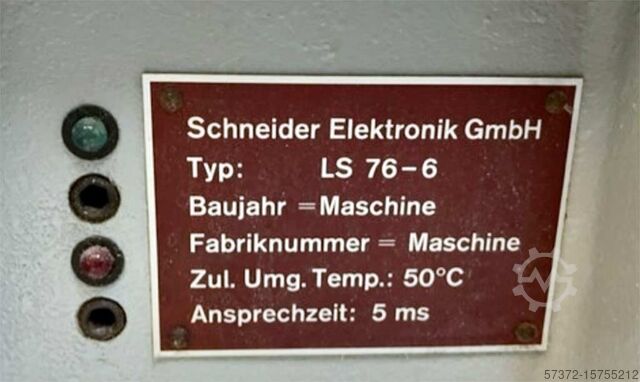 Schneider Elektronik GmbH
Typ: LS 76-6
Baujahr = Maschine
Fabriknummer = Maschine
Zul. Umg. Temp.: 50°C
Ansprechzeit: 5 ms
57372-15755212